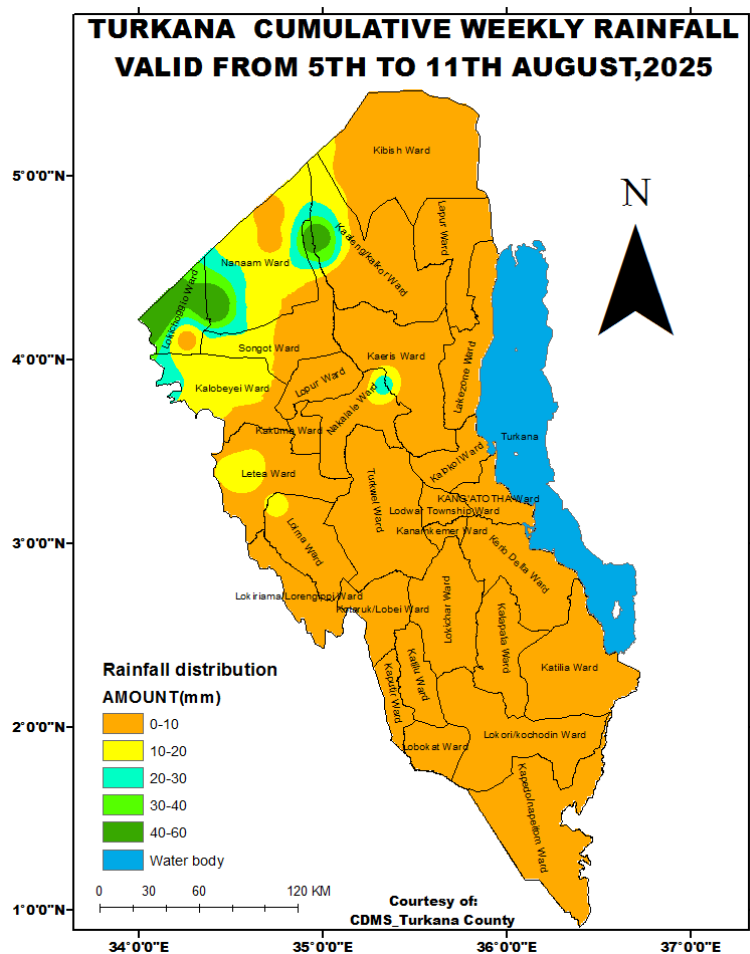 TURKANA CUMULATIVE WEEKLY RAINFALL
VALID FROM 5TH TO 11TH AUGUST,2025
N
5°0'0"N
4°0'0"N
3°0'0"N
2°0'0"N
1°0'0"N
Kibish Ward
Lapur Ward
Kaaleng/kaikor Ward
Nanaam Ward
Lokichoggio Ward
Songot Ward
Kaeris Ward
Lakezone Ward
Kalobeyei Ward
Lopur Ward
Nakalale Ward
Turkana
Kakuma Ward
Kalokol Ward
Letea Ward
Turkwel Ward
KANG'ATOTHA Ward
Lodwar Township Ward
Kanamkemer Ward
Loima Ward
Kerio Delta Ward
Lokiriama/Lorengippi Ward
Kotaruk/Lobei Ward
Lokichar Ward
Kalapata Ward
Katilu Ward
Kaputir Ward
Katilia Ward
Lokori/kochodin Ward
Lobokat Ward
Kapedo/napeitom Ward
Rainfall distribution
AMOUNT(mm)
0-10
10-20
20-30
30-40
40-60
Water body
0 30 60 120 KM
Courtesy of:
CDMS_Turkana County
34°0'0"E 35°0'0"E 36°0'0"E 37°0'0"E